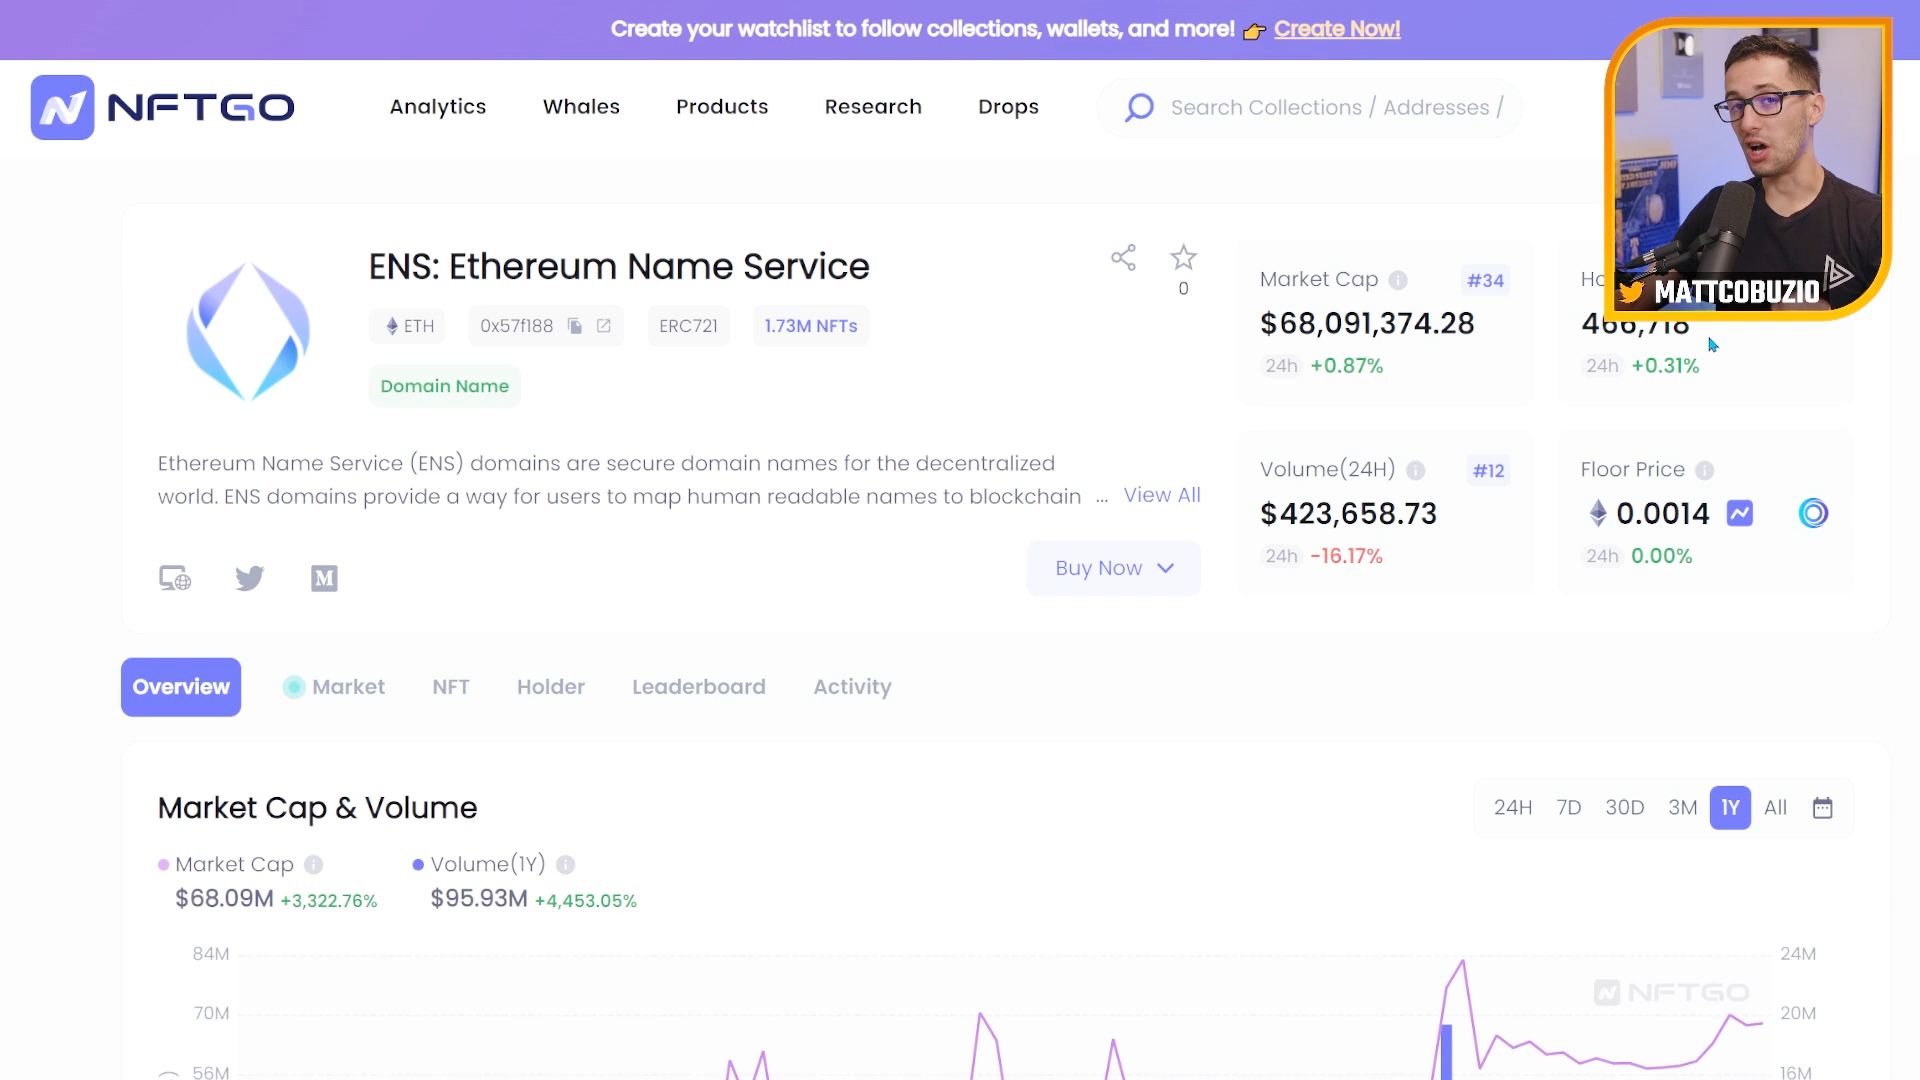 Create your watchlist to follow collections, wallets, and more! 👉 Create Now!
NFTGO
Analytics
Whales
Products
Research
Drops
Search Collections / Addresses /
MATTCOBUZIO
ENS: Ethereum Name Service
0
ETH
0x57f188
ERC721
1.73M NFTs
Domain Name
Ethereum Name Service (ENS) domains are secure domain names for the decentralized
world. ENS domains provide a way for users to map human readable names to blockchain ... View All
M
Buy Now
Market Cap
#34
$68,091,374.28
24h +0.87%
466,718
24h +0.31%
Volume(24H)
#12
$423,658.73
24h -16.17%
Floor Price
0.0014
24h 0.00%
Overview
Market
NFT
Holder
Leaderboard
Activity
Market Cap & Volume
24H
7D
30D
3M
1Y
All
Market Cap
$68.09M +3,322.76%
Volume(1Y)
$95.93M +4,453.05%
84M
70M
56M
24M
20M
16M
NFTGO